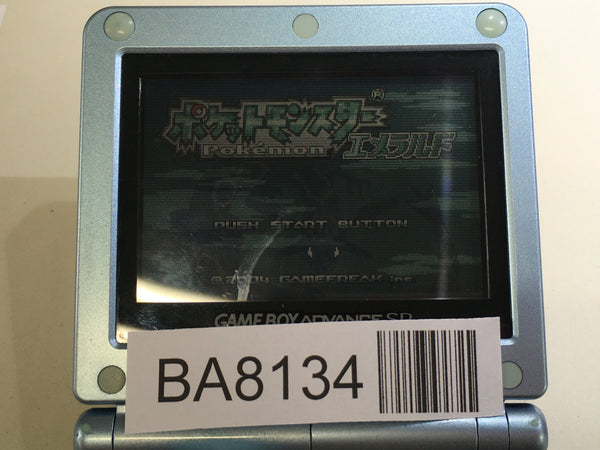 ポケットモンスター®
Pokémon エメラルド
PUSH START BUTTON
©2004 GAMEFREAK inc.
GAME BOY ADVANCE SP
BA8134